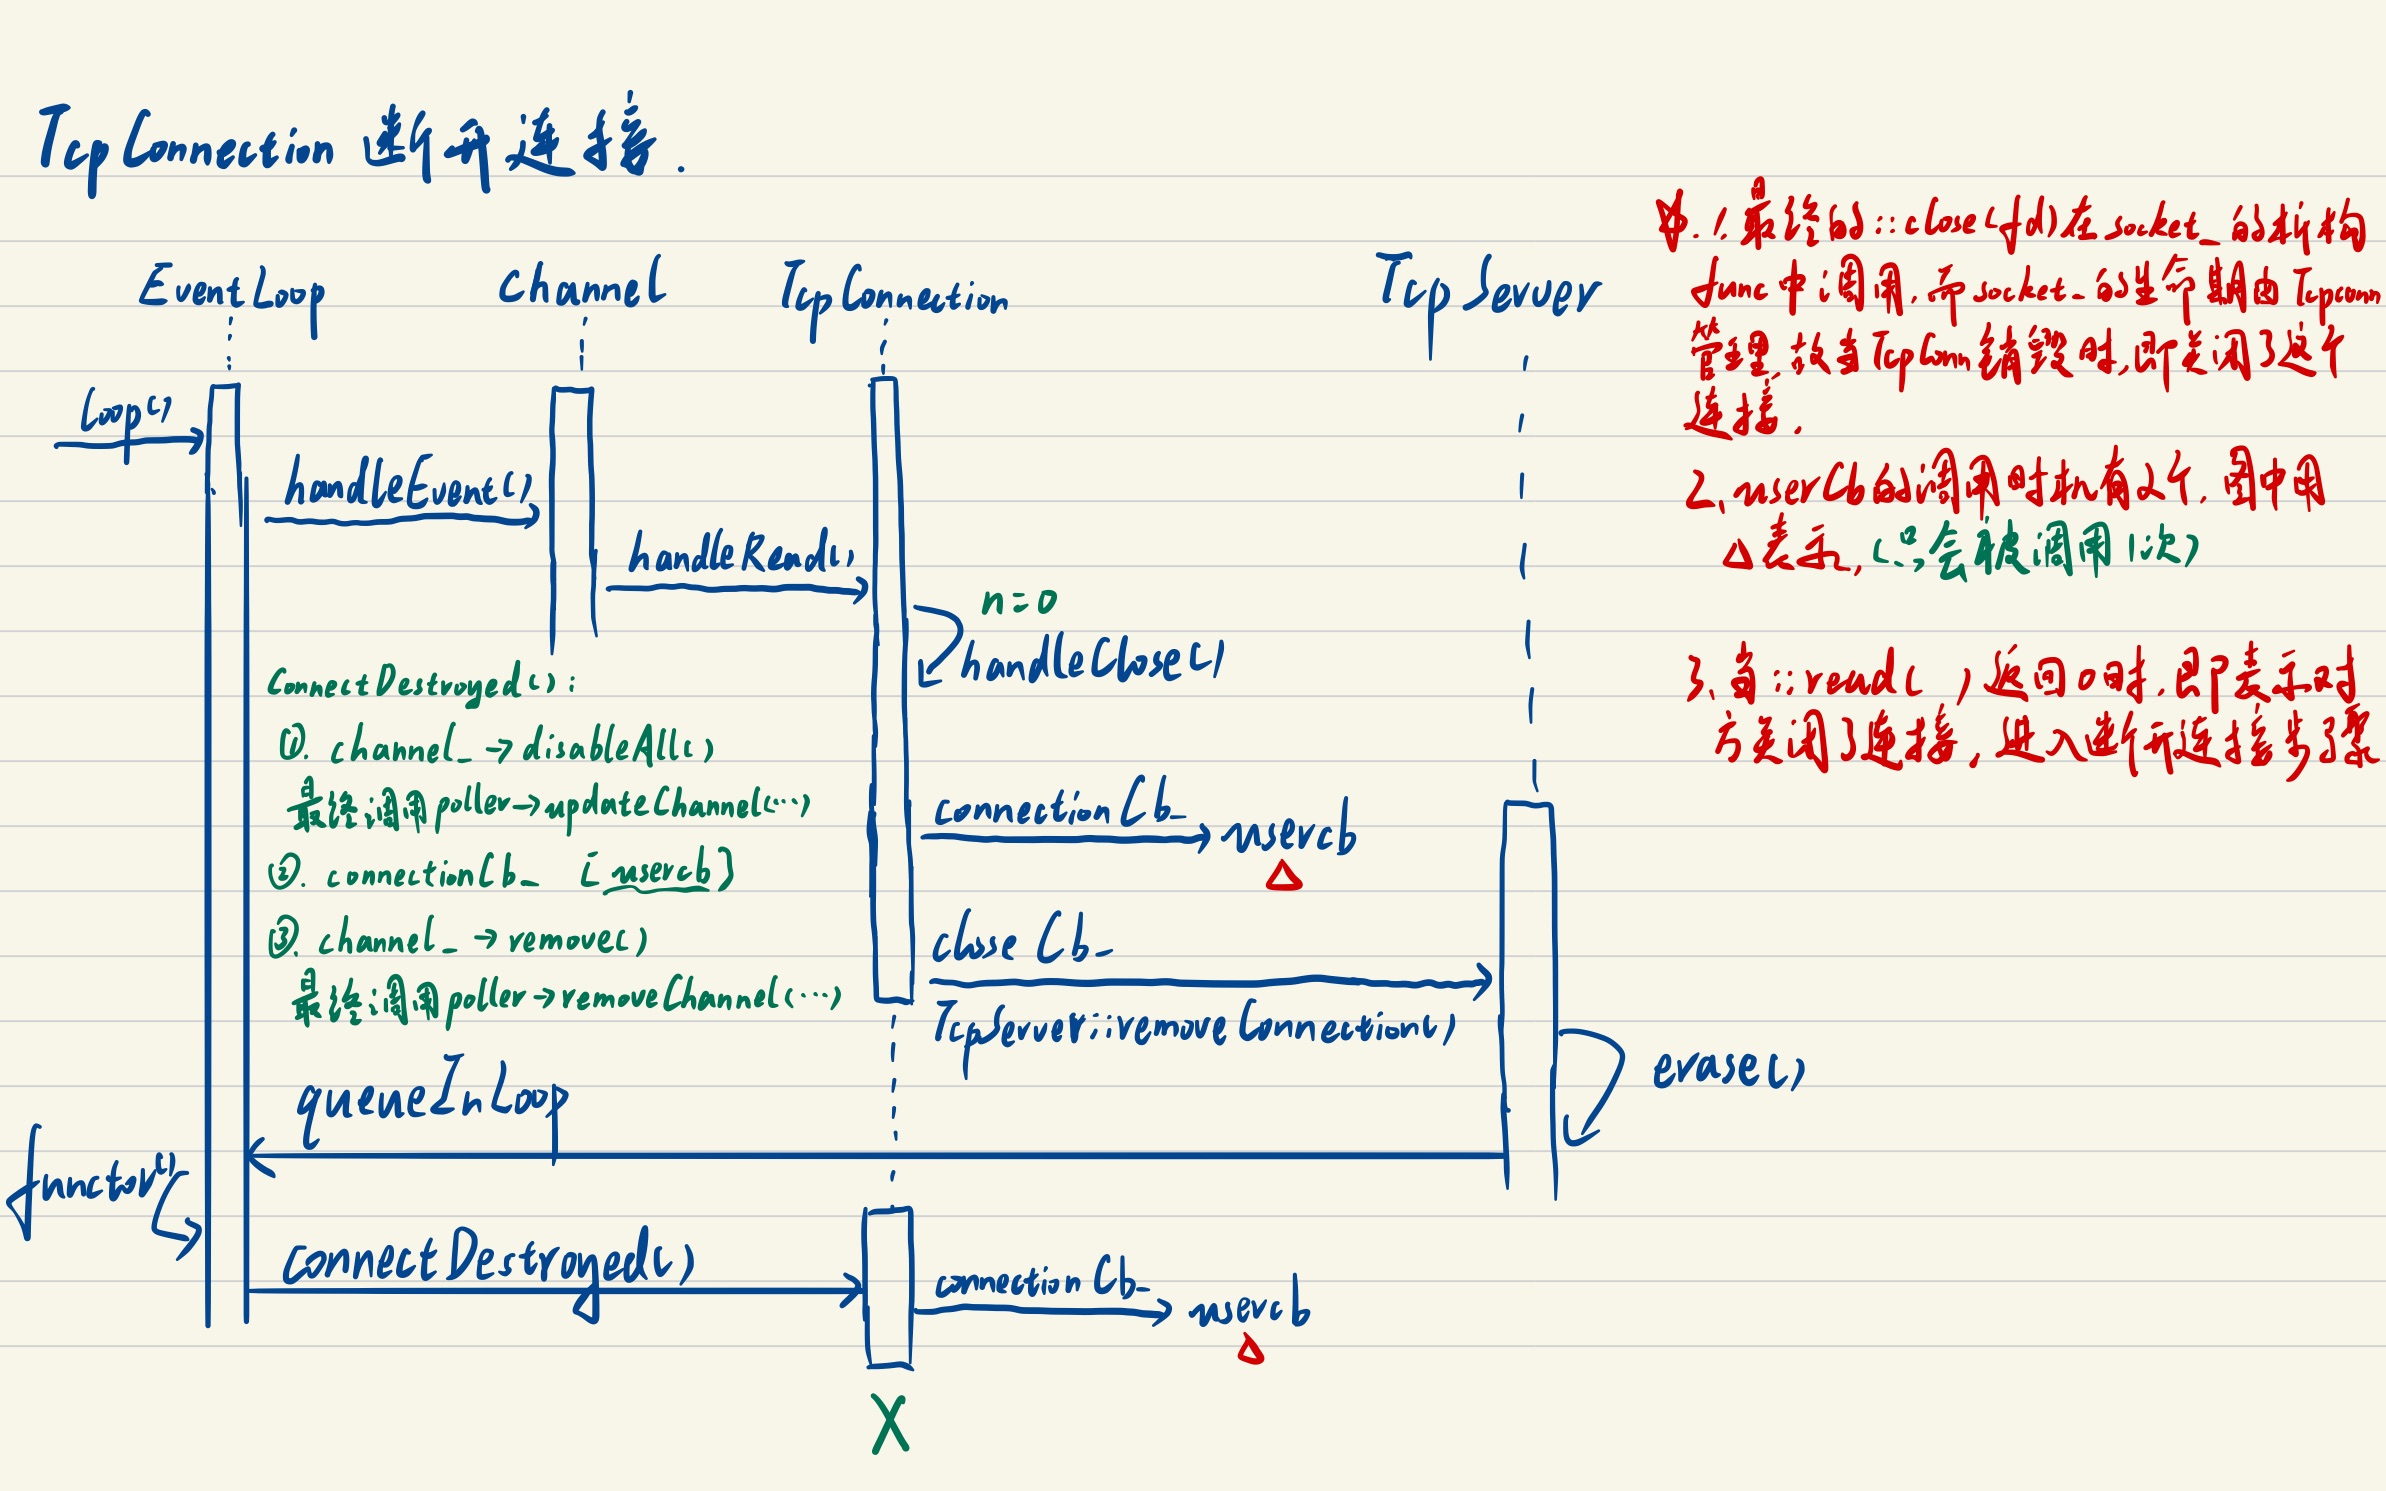 TcpConnection 断开连接.
EventLoop
Channel
TcpConnection
TcpServer
Loop()
handleEvent()
handleRead()
n=0
handleClose()
ConnectDestroyed():
①. channel_→disableAll()
最终调用poller→updateChannel(…)
②. connectionCb_ [usercb]
③. channel_→remove()
最终调用poller→removeChannel(…)
connectionCb_
usercb
△
closeCb_
TcpServer::removeConnection()
erase()
queueInLoop
functor()
connectDestroyed()
connectionCb_
usercb
△
X
☆.1.最终的::close(fd)在socket_的析构
func中调用.而socket_的生命期由Tcpconn
管理.故当TcpConn销毁时,即关闭了这个
连接.
2、userCb的调用时机有2个.图中用
△表示,(只会被调用1次)
3、当::read( )返回0时.即表示对
方关闭了连接,进入断开连接步骤